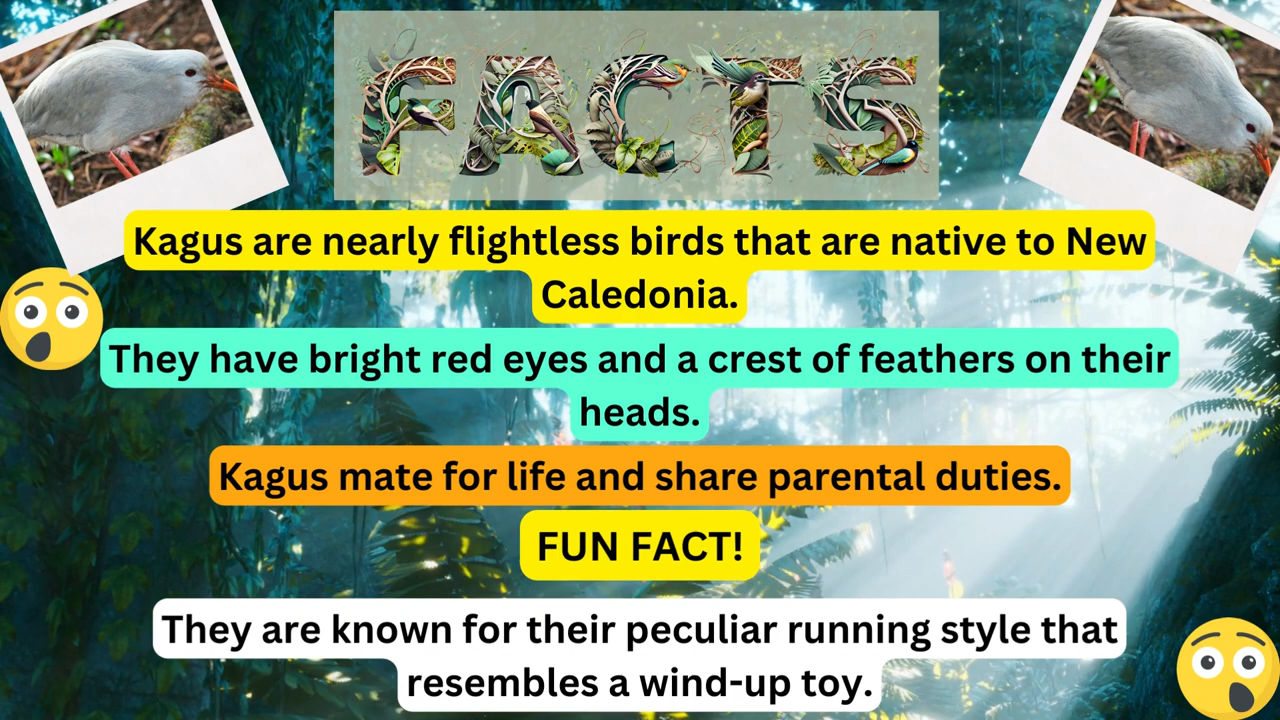 FACTS
Kagus are nearly flightless birds that are native to New
Caledonia.
They have bright red eyes and a crest of feathers on their
heads.
Kagus mate for life and share parental duties.
FUN FACT!
They are known for their peculiar running style that
resembles a wind-up toy.